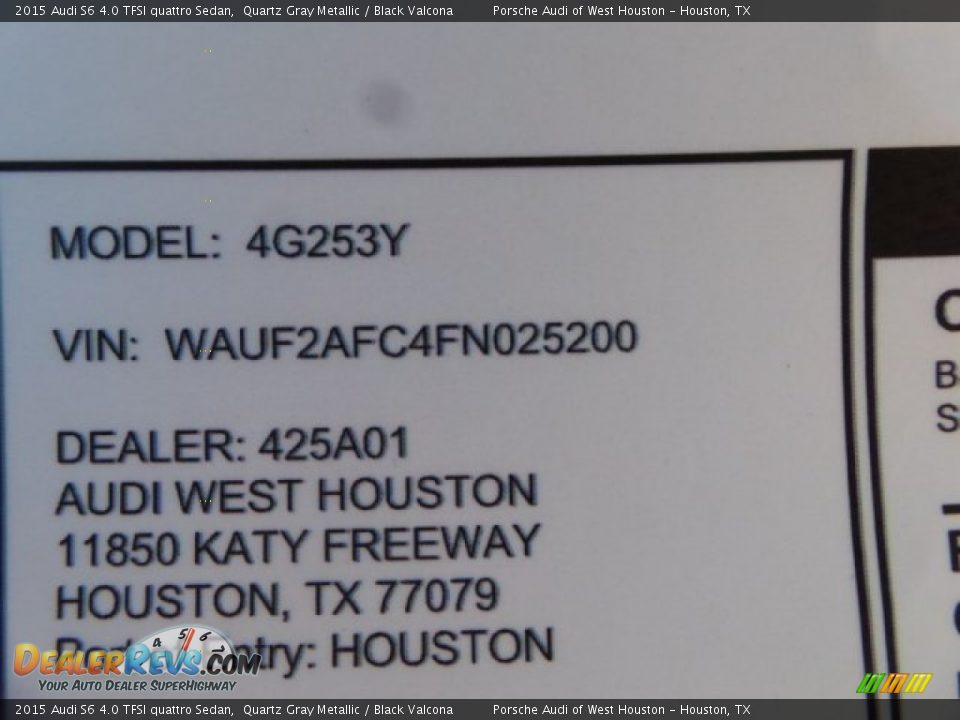 2015 Audi S6 4.0 TFSI quattro Sedan, Quartz Gray Metallic / Black Valcona Porsche Audi of West Houston - Houston, TX
MODEL: 4G253Y
VIN: WAUF2AFC4FN025200
DEALER: 425A01
AUDI WEST HOUSTON
11850 KATY FREEWAY
HOUSTON, TX 77079
HOUSTON
4 5 6
DEALERREVS.COM
YOUR AUTO DEALER SUPERHIGHWAY
2015 Audi S6 4.0 TFSI quattro Sedan, Quartz Gray Metallic / Black Valcona Porsche Audi of West Houston - Houston, TX